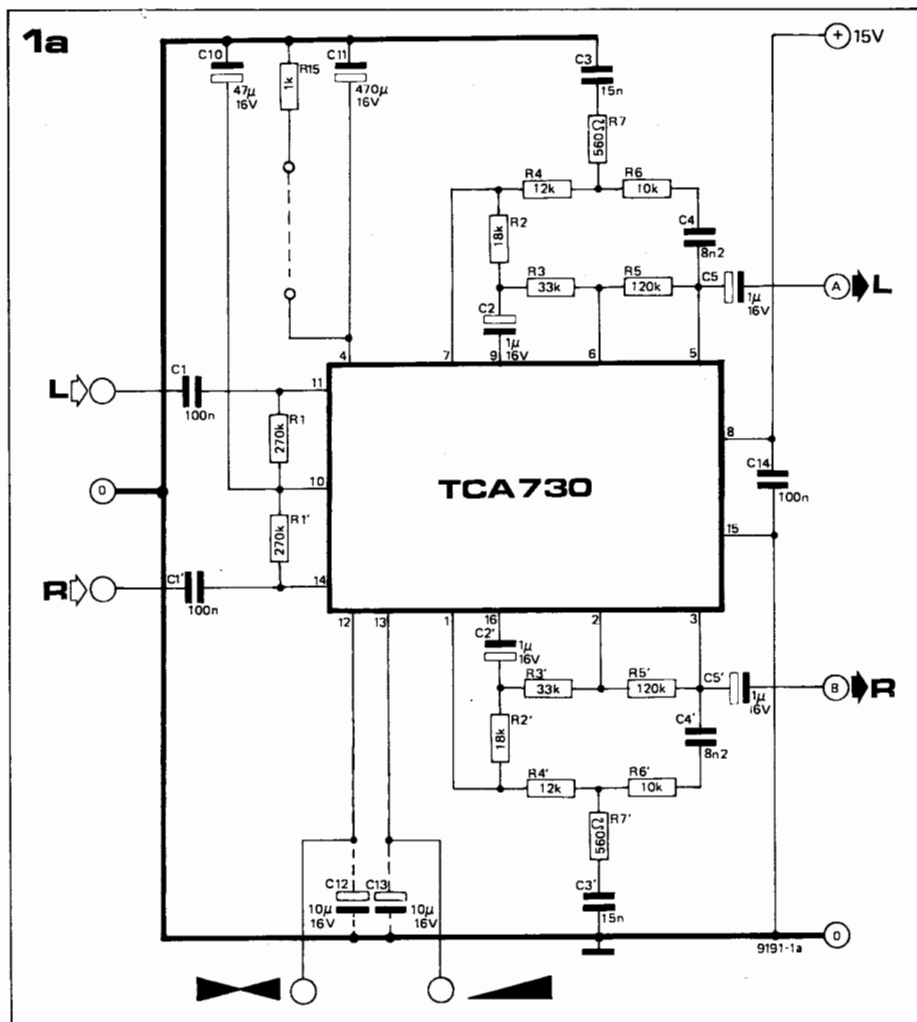 1a
C10
47µ
16V
R15
1k
C11
470µ
16V
C3
15n
+ 15V
R7
560Ω
R4
12k
R6
10k
R2
18k
C4
8n2
R3
33k
R5
120k
C5
1µ
16V
A L
C2
1µ
16V
4
7
9
6
5
L
C1
100n
11
R1
270k
8
C14
100n
0
10
TCA730
R1'
270k
15
R
C1'
100n
14
12
13
1
16
2
3
C2'
1µ
16V
R3'
33k
R5'
120k
C5'
1µ
16V
B R
R2'
18k
C4'
8n2
R4'
12k
R6'
10k
R7'
560Ω
C12
10µ
16V
C13
10µ
16V
C3'
15n
0
9191-1a